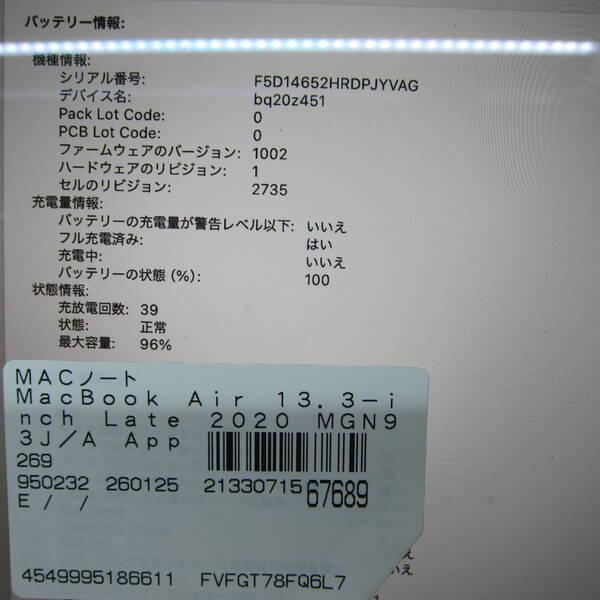 バッテリー情報:
機種情報:
シリアル番号: F5D14652HRDPJYVAG
デバイス名: bq20z451
Pack Lot Code: 0
PCB Lot Code: 0
ファームウェアのバージョン: 1002
ハードウェアのリビジョン: 1
セルのリビジョン: 2735
充電量情報:
バッテリーの充電量が警告レベル以下: いいえ
フル充電済み: はい
充電中: いいえ
バッテリーの状態 (%): 100
状態情報:
充放電回数: 39
状態: 正常
最大容量: 96%
MACノート
MacBook Air 13.3-i
nch Late 2020 MGN9
3J/A App
269
950232 260125 21330715 67689
E / /
4549995186611 FVFGT78FQ6L7